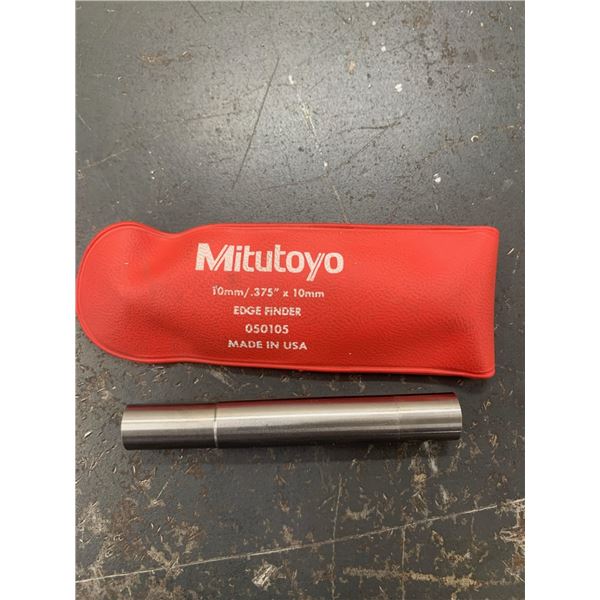 Mitutoyo
10mm/.375" x 10mm
EDGE FINDER
050105
MADE IN USA